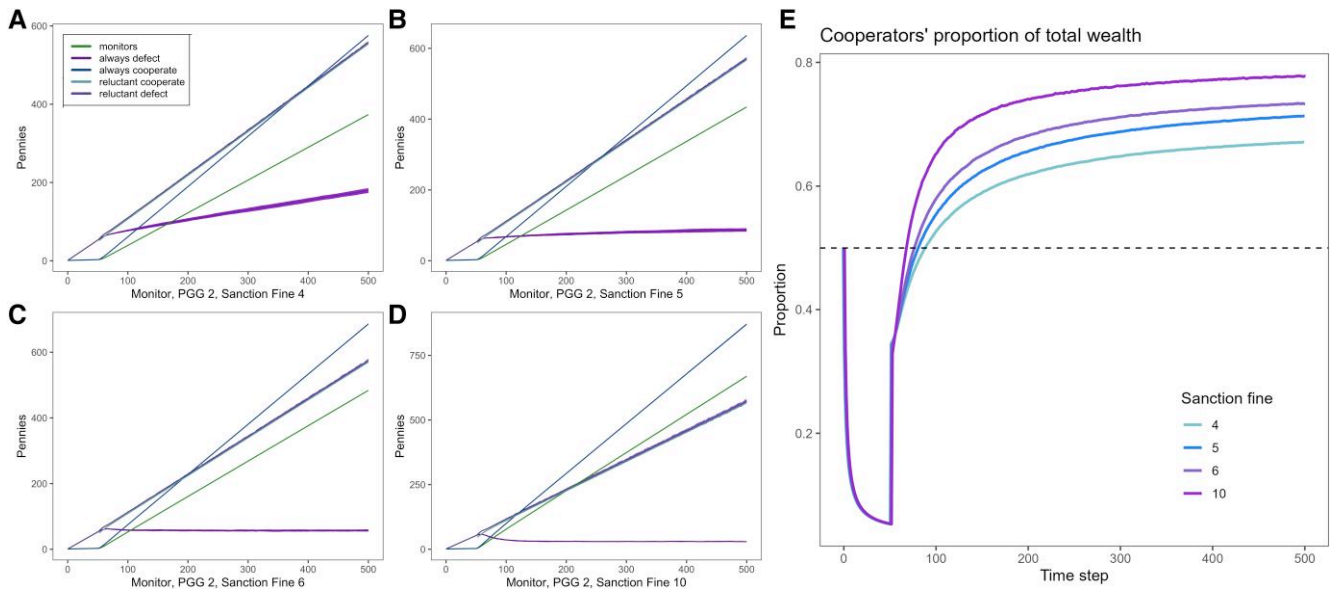 A
600
400
200
0
Pennies
monitors
always defect
always cooperate
reluctant cooperate
reluctant defect
0 100 200 300 400 500
Monitor, PGG 2, Sanction Fine 4
B
600
400
200
0
Pennies
0 100 200 300 400 500
Monitor, PGG 2, Sanction Fine 5
C
600
400
200
0
Pennies
0 100 200 300 400 500
Monitor, PGG 2, Sanction Fine 6
D
750
500
250
0
Pennies
0 100 200 300 400 500
Monitor, PGG 2, Sanction Fine 10
E
Cooperators' proportion of total wealth
0.8
0.6
0.4
0.2
Proportion
Sanction fine
4
5
6
10
0 100 200 300 400 500
Time step